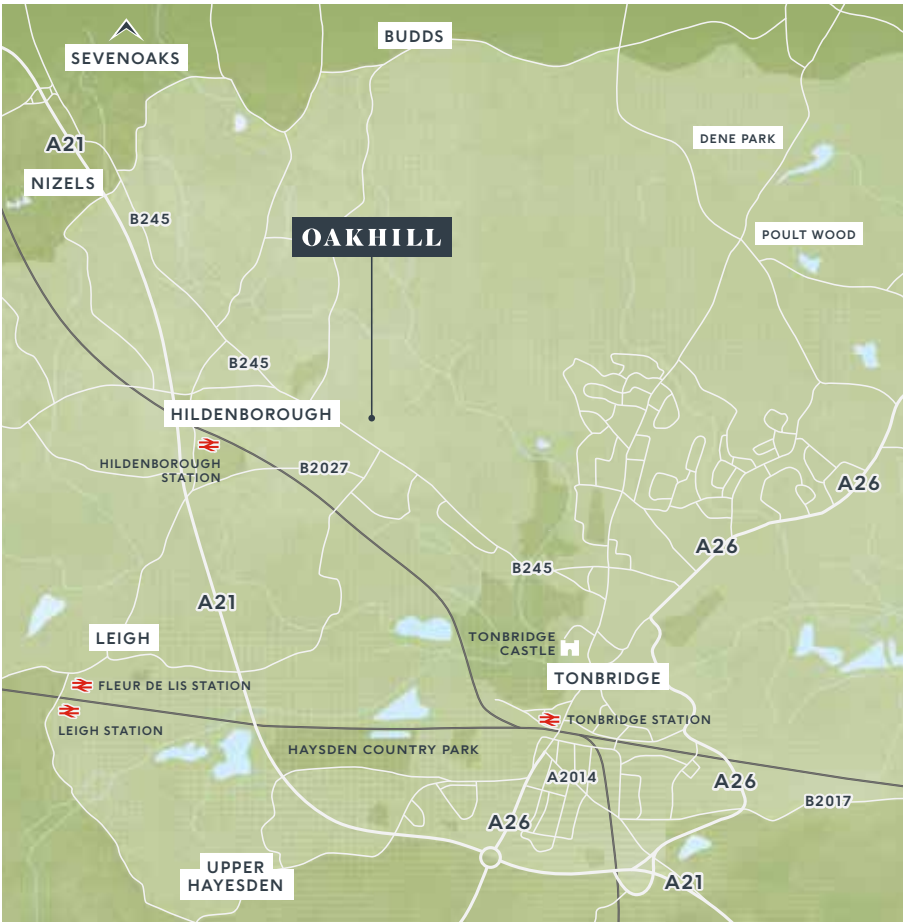 BUDDS
SEVENOAKS
DENE PARK
A21
NIZELS
B245
OAKHILL
POULT WOOD
B245
HILDENBOROUGH
HILDENBOROUGH
STATION
B2027
A26
A26
B245
A21
LEIGH
TONBRIDGE
CASTLE
TONBRIDGE
FLEUR DE LIS STATION
LEIGH STATION
TONBRIDGE STATION
HAYSDEN COUNTRY PARK
A2014
A26
B2017
A26
UPPER
HAYESDEN
A21